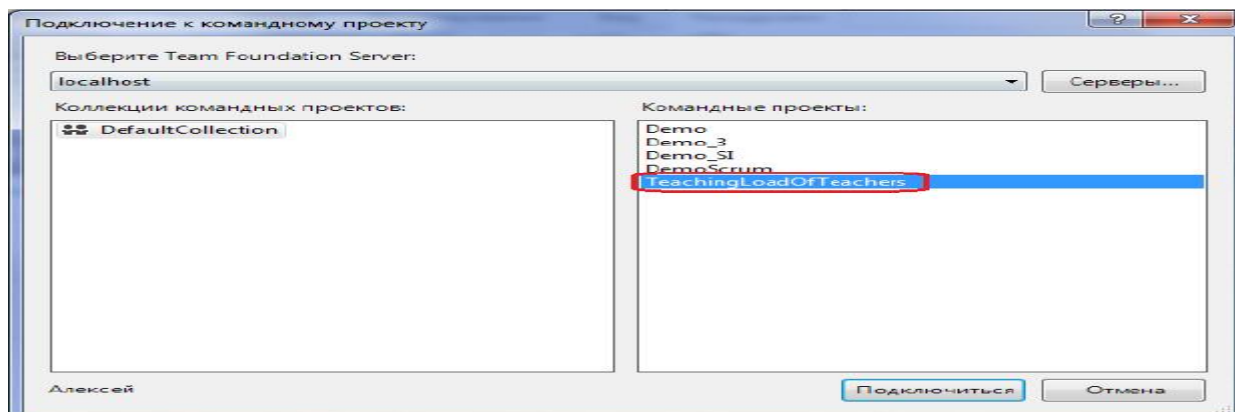 Подключение к командному проекту
Выберите Team Foundation Server:
localhost
Серверы...
Коллекции командных проектов:
DefaultCollection
Командные проекты:
Demo
Demo_3
Demo_SI
DemoScrum
TeachingLoadOfTeachers
Алексей
Подключиться
Отмена